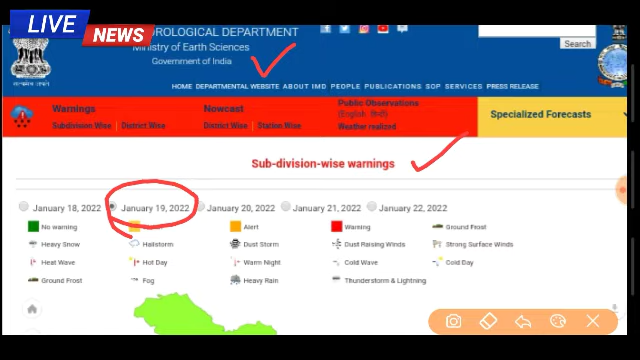 LIVE
NEWS
OROLOGICAL DEPARTMENT
Ministry of Earth Sciences
Government of India
Search
HOME DEPARTMENTAL WEBSITE ABOUT IMD PEOPLE PUBLICATIONS SOP SERVICES PRESS RELEASE
Warnings
Subdivision Wise | District Wise
Nowcast
District Wise | Station Wise
Public Observations
(English हिन्दी)
Weather realized
Specialized Forecasts
Sub-division-wise warnings
January 18, 2022 January 19, 2022 January 20, 2022 January 21, 2022 January 22, 2022
No warning Alert Warning Ground Frost
Heavy Snow Hailstorm Dust Storm Dust Raising Winds Strong Surface Winds
Heat Wave Hot Day Warm Night Cold Wave Cold Day
Ground Frost Fog Heavy Rain Thunderstorm & Lightning